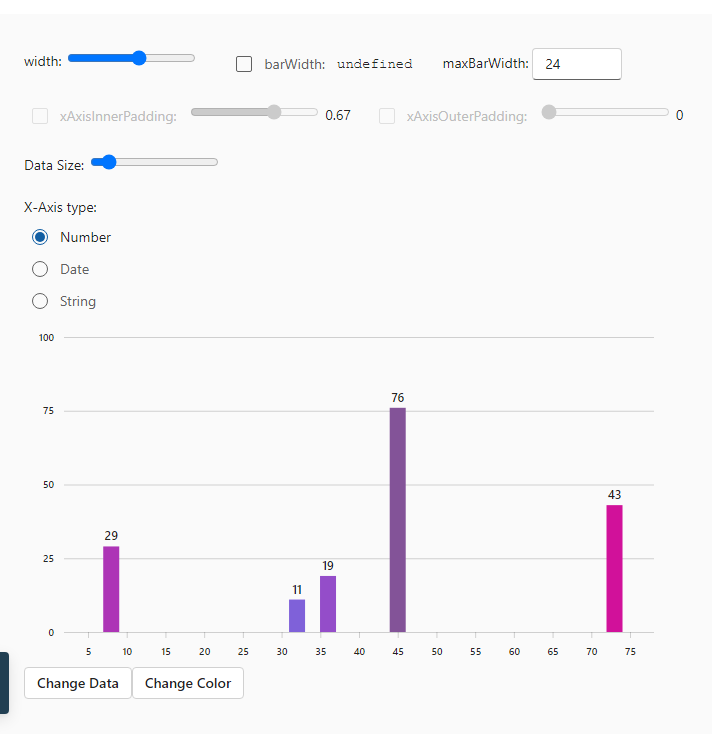 width: barWidth: undefined maxBarWidth: 24
xAxisInnerPadding: 0.67 xAxisOuterPadding: 0
Data Size:
X-Axis type:
Number
Date
String
100
76
75
50
43
29
25
19
11
0
5 10 15 20 25 30 35 40 45 50 55 60 65 70 75
Change Data Change Color